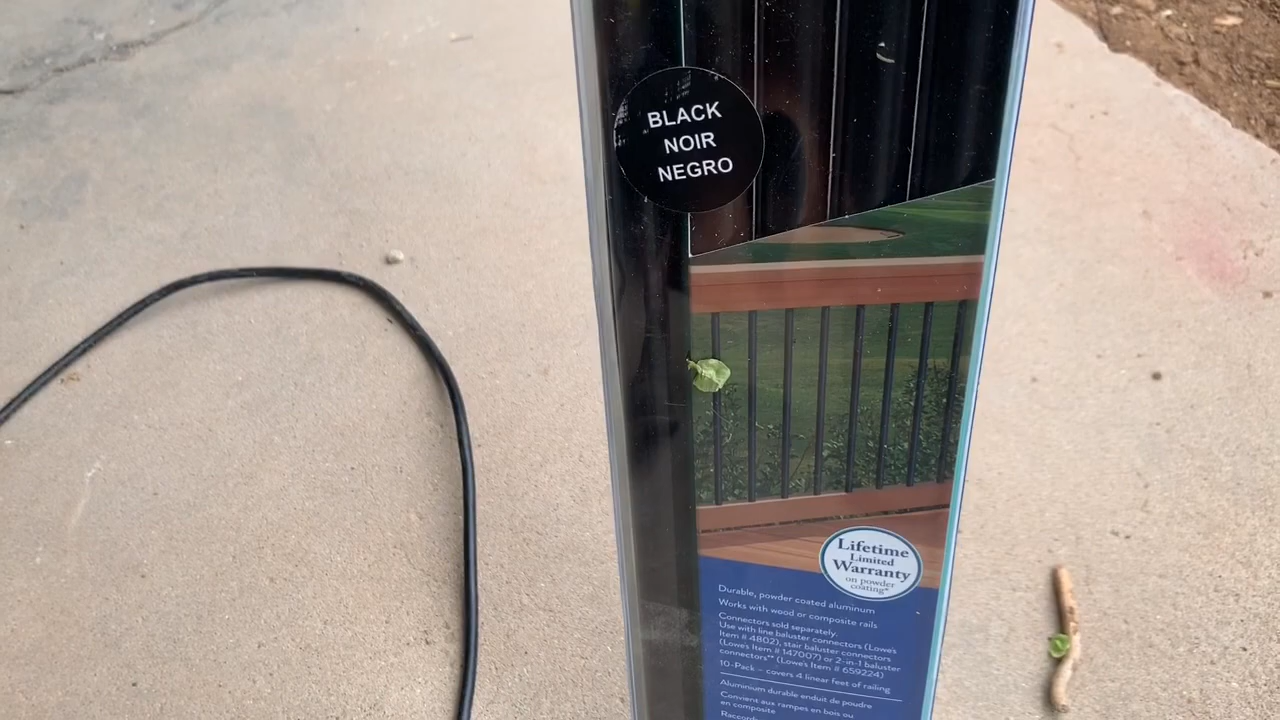 BLACK
NOIR
NEGRO
Lifetime
Limited
Warranty
on powder
coating*
Durable, powder coated aluminum
Works with wood or composite rails
Connectors sold separately.
Use with line baluster connectors (Lowe's
Item # 4802), stair baluster connectors
(Lowe's Item # 147007) or 2-in-1 baluster
connectors** (Lowe's Item # 659224)
10-Pack – covers 4 linear feet of railing
Aluminium durable enduit de poudre
Convient aux rampes en bois ou
en composite